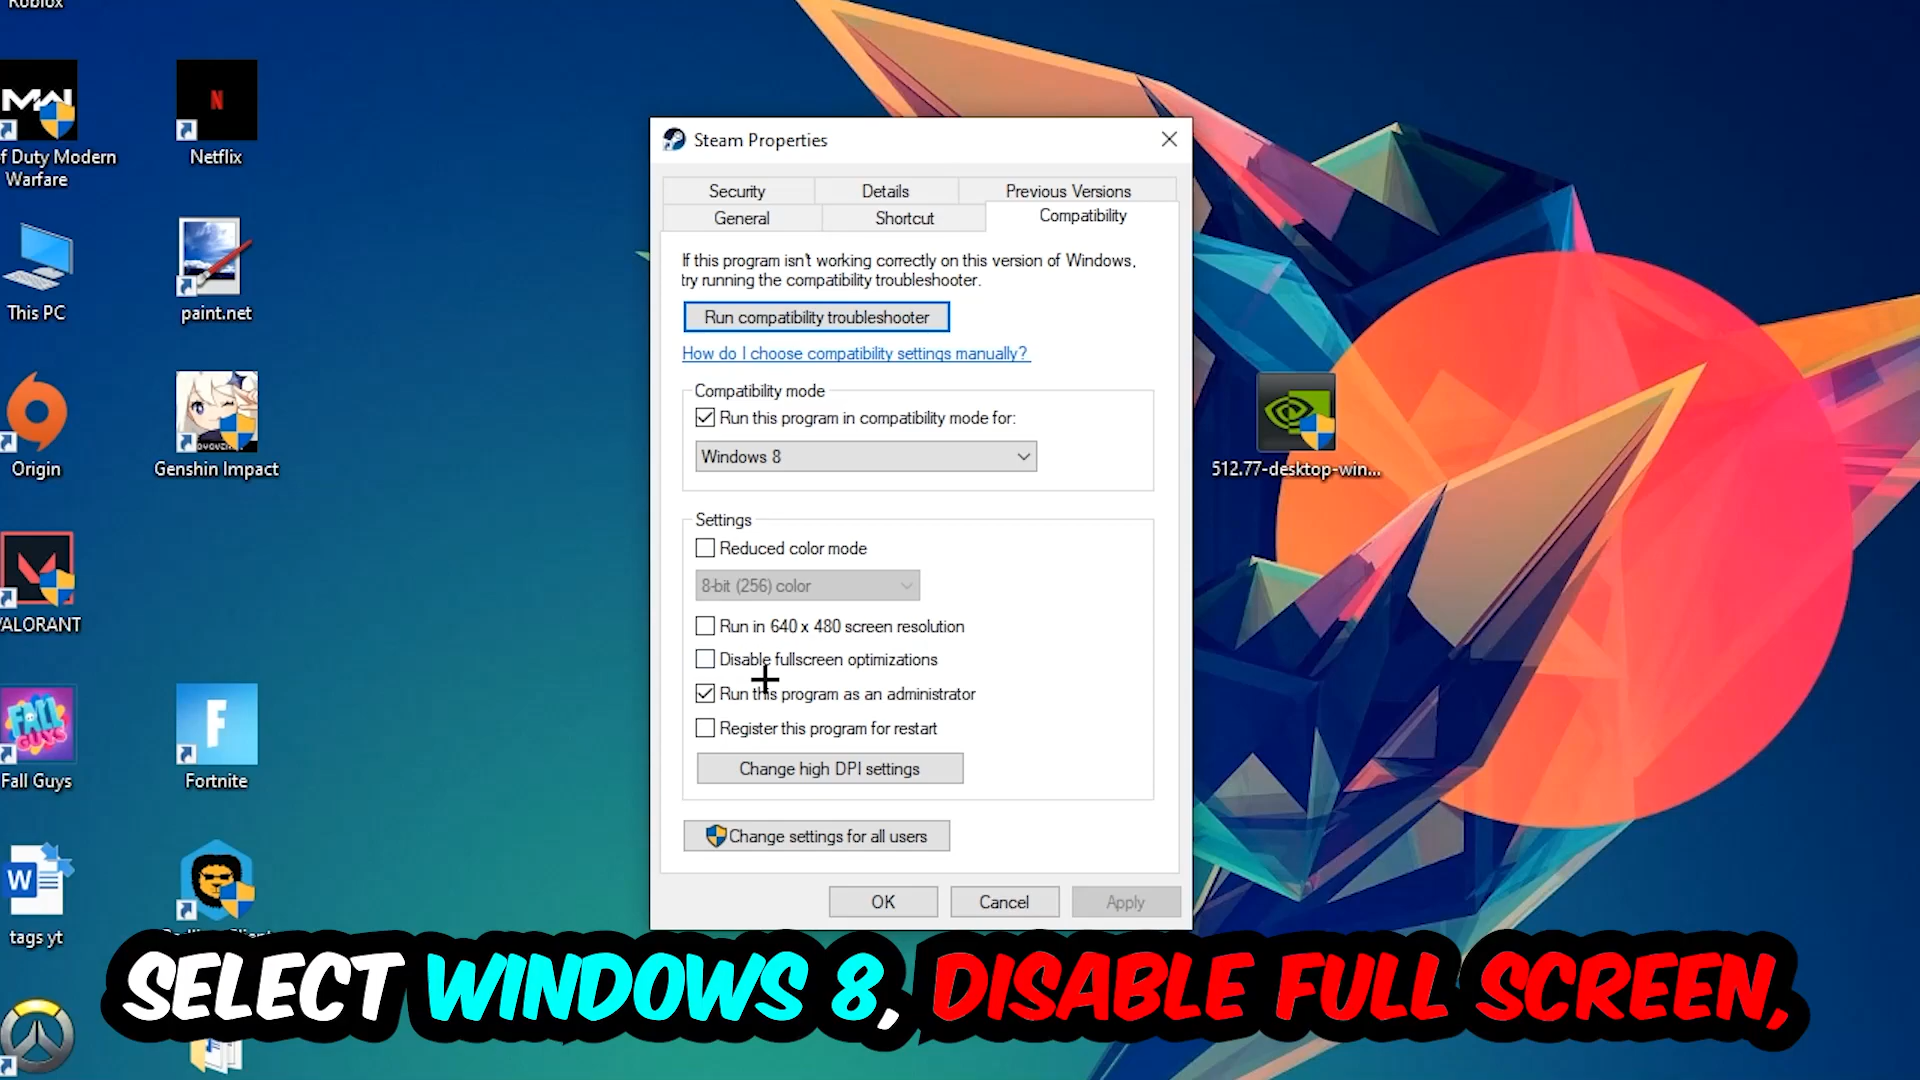 Roblox
MW
f Duty Modern
Warfare
N
Netflix
This PC
paint.net
Origin
Genshin Impact
VALORANT
FALL
GUYS
Fall Guys
F
Fortnite
W
tags yt
Steam Properties
Security
Details
Previous Versions
General
Shortcut
Compatibility
If this program isn't working correctly on this version of Windows,
try running the compatibility troubleshooter.
Run compatibility troubleshooter
How do I choose compatibility settings manually?
Compatibility mode
Run this program in compatibility mode for:
Windows 8
Settings
Reduced color mode
8-bit (256) color
Run in 640 x 480 screen resolution
Disable fullscreen optimizations
Run this program as an administrator
Register this program for restart
Change high DPI settings
Change settings for all users
OK
Cancel
Apply
512.77-desktop-win...
SELECT WINDOWS 8, DISABLE FULL SCREEN,